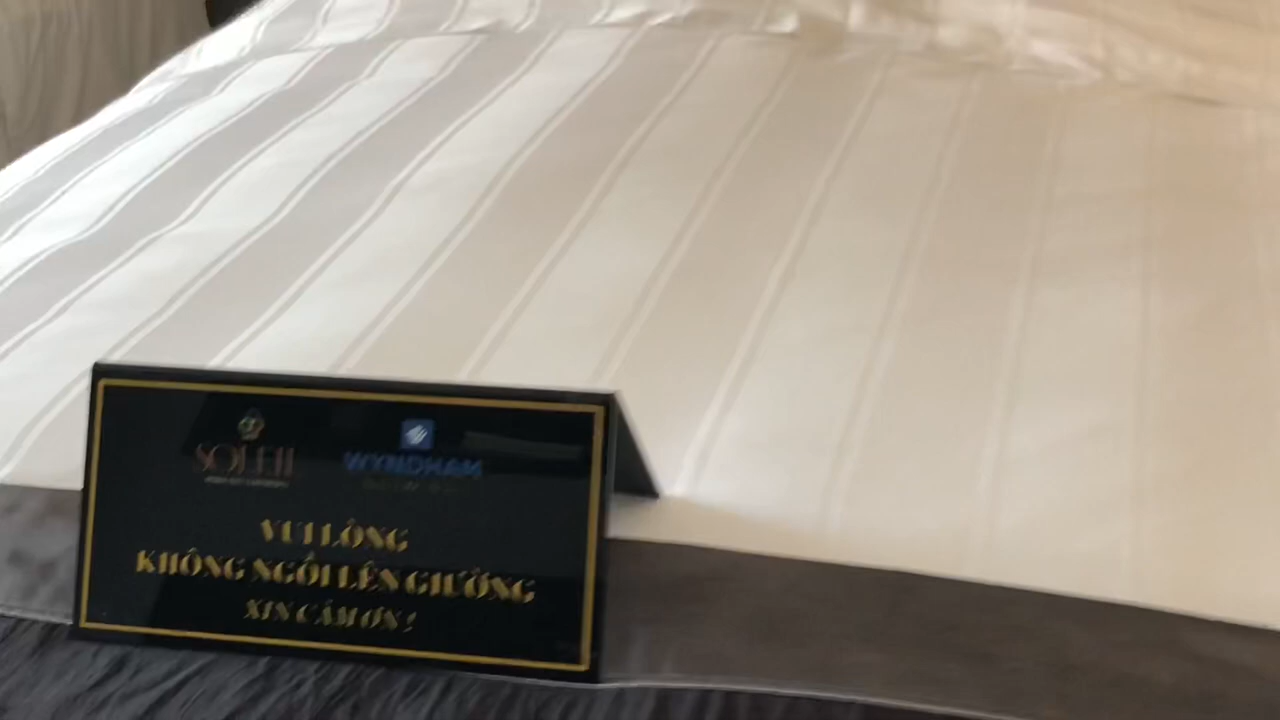 SOLEIL
WYNDHAM
VUI LÒNG
KHÔNG NGỒI LÊN GIƯỜNG
XIN CẢM ƠN !